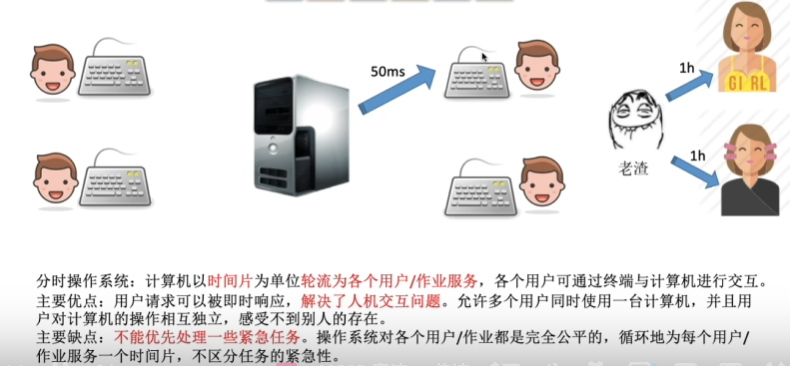 50ms
1h
GIRL
老渣
1h
分时操作系统：计算机以时间片为单位轮流为各个用户/作业服务，各个用户可通过终端与计算机进行交互。
主要优点：用户请求可以被即时响应，解决了人机交互问题。允许多个用户同时使用一台计算机，并且用
户对计算机的操作相互独立，感受不到别人的存在。
主要缺点：不能优先处理一些紧急任务。操作系统对各个用户/作业都是完全公平的，循环地为每个用户/
作业服务一个时间片，不区分任务的紧急性。